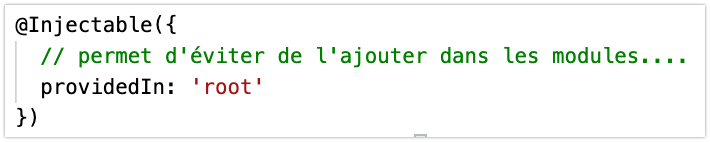 @Injectable({
// permet d'éviter de l'ajouter dans les modules....
providedIn: 'root'
})